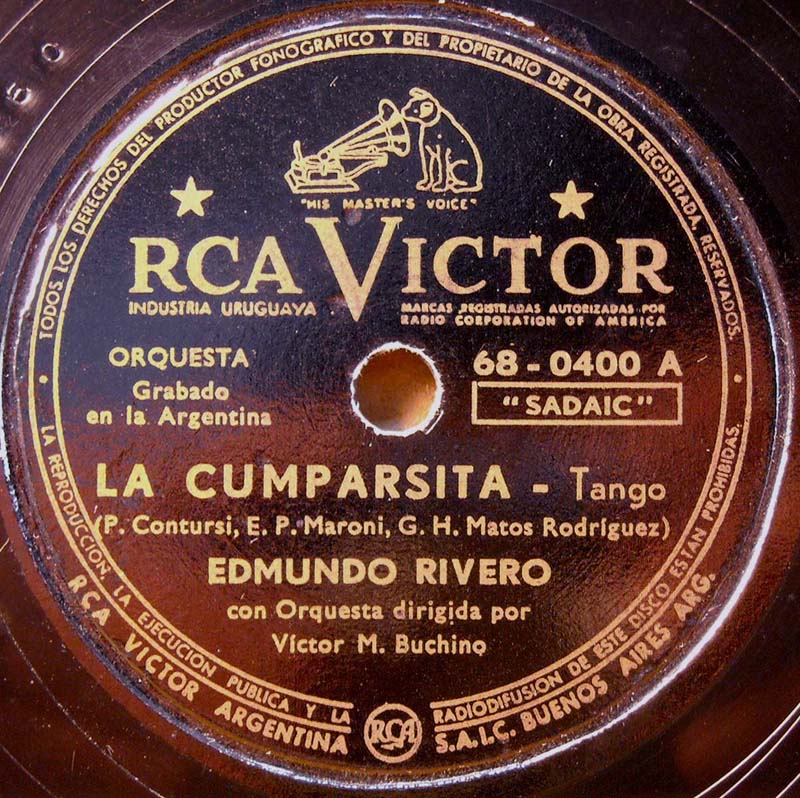 TODOS LOS DERECHOS DEL PRODUCTOR FONOGRAFICO Y DEL PROPIETARIO DE LA OBRA REGISTRADA, RESERVADOS.
"HIS MASTER'S VOICE"
RCA VICTOR
INDUSTRIA URUGUAYA
MARCAS REGISTRADAS AUTORIZADAS POR
RADIO CORPORATION OF AMERICA
ORQUESTA
Grabado
en la Argentina
68-0400 A
"SADAIC"
LA CUMPARSITA - Tango
(P. Contursi, E. P. Maroni, G. H. Matos Rodríguez)
EDMUNDO RIVERO
con Orquesta dirigida por
Víctor M. Buchino
LA REPRODUCCION, LA EJECUCION PUBLICA Y LA RADIODIFUSION DE ESTE DISCO ESTAN PROHIBIDAS.
RCA VICTOR ARGENTINA S.A.I.C. BUENOS AIRES ARG.
RCA